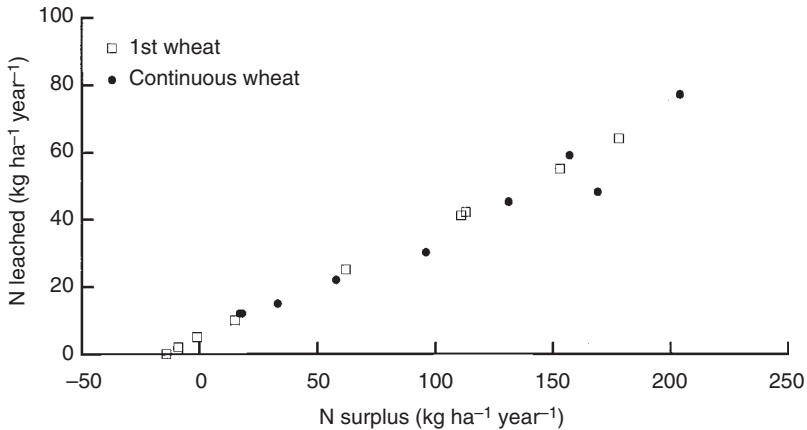 100
80
60
40
20
0
N leached (kg ha⁻¹ year⁻¹)
1st wheat
Continuous wheat
–50 0 50 100 150 200 250
N surplus (kg ha⁻¹ year⁻¹)